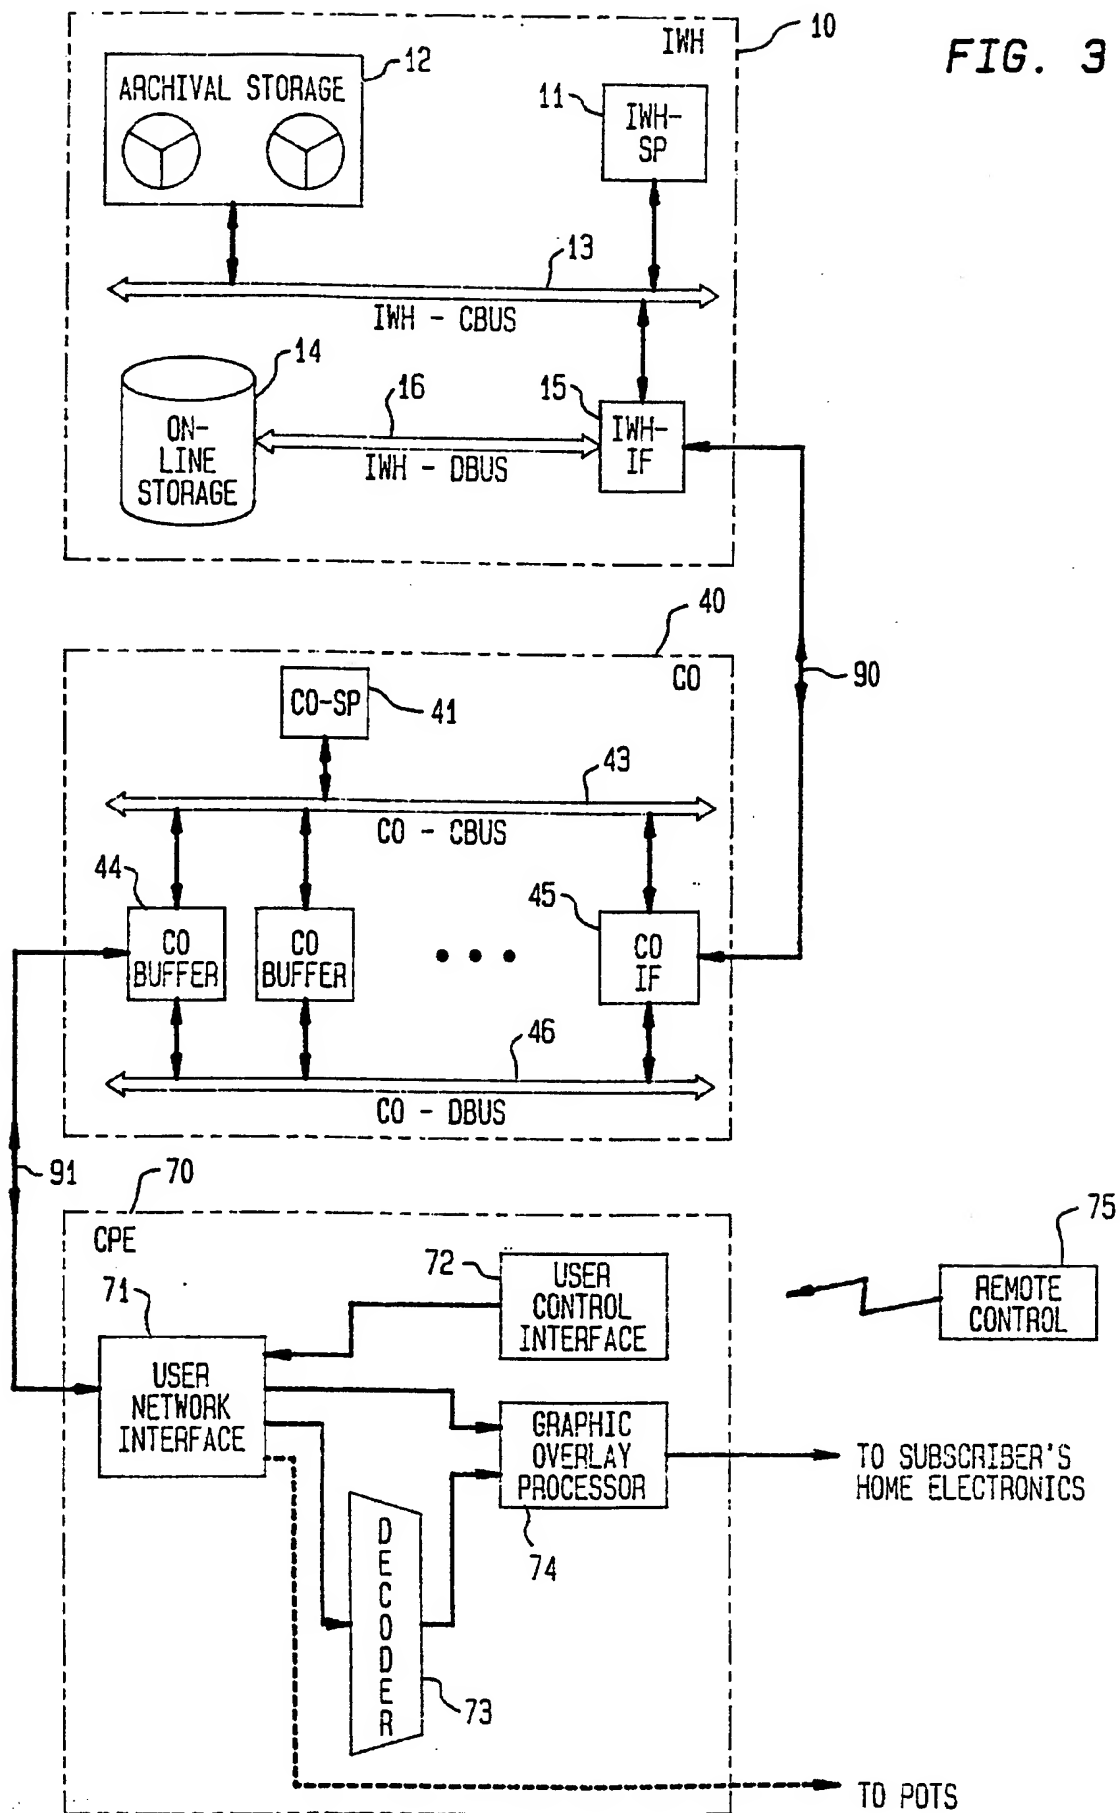 FIG. 3
IWH
10
ARCHIVAL STORAGE
12
11
IWH-
SP
13
IWH - CBUS
14
ON-
LINE
STORAGE
16
IWH - DBUS
15
IWH-
IF
40
CO
90
CO-SP
41
43
CO - CBUS
44
CO
BUFFER
CO
BUFFER
• • •
45
CO
IF
46
CO - DBUS
91
70
CPE
71
USER
NETWORK
INTERFACE
72
USER
CONTROL
INTERFACE
75
REMOTE
CONTROL
GRAPHIC
OVERLAY
PROCESSOR
74
TO SUBSCRIBER'S
HOME ELECTRONICS
DECODER
73
TO POTS